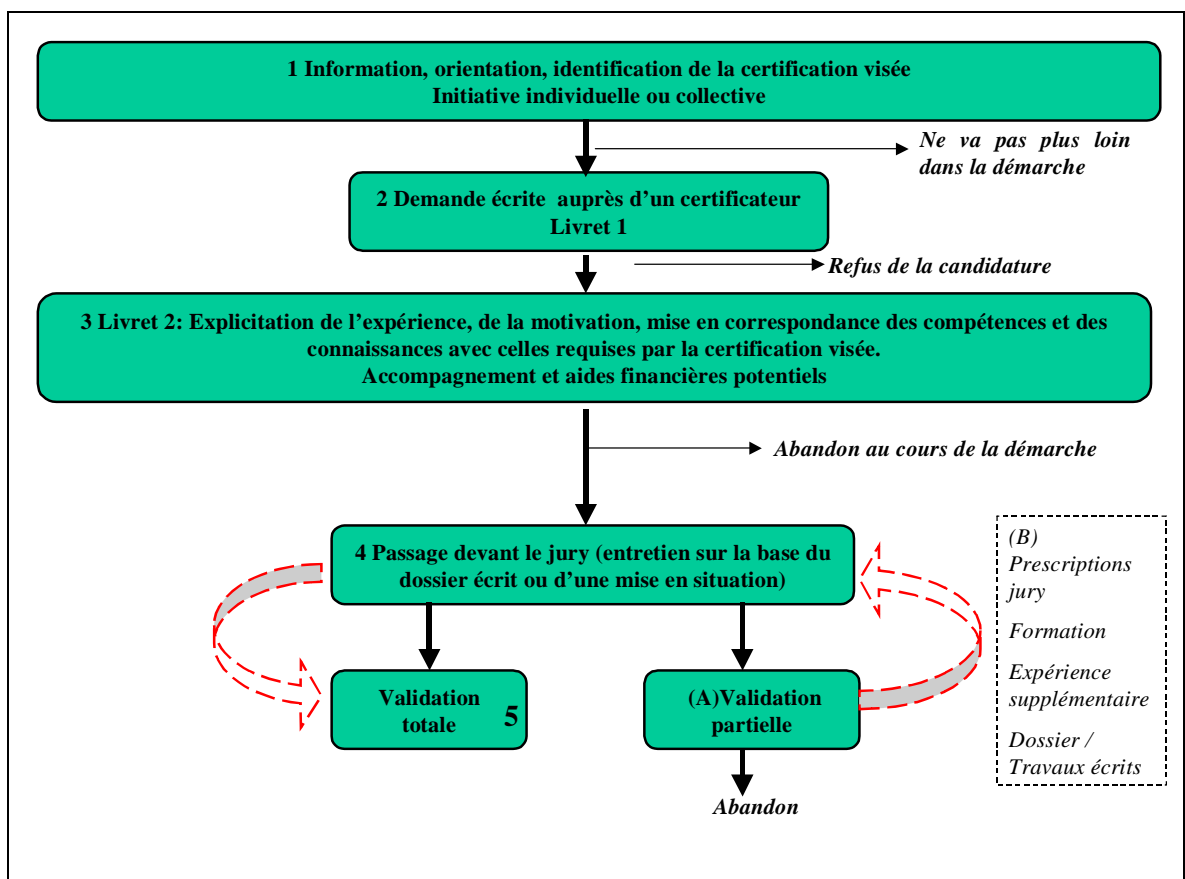 1 Information, orientation, identification de la certification visée
Initiative individuelle ou collective
Ne va pas plus loin
dans la démarche
2 Demande écrite auprès d’un certificateur
Livret 1
Refus de la candidature
3 Livret 2: Explicitation de l’expérience, de la motivation, mise en correspondance des compétences et des
connaissances avec celles requises par la certification visée.
Accompagnement et aides financières potentiels
Abandon au cours de la démarche
4 Passage devant le jury (entretien sur la base du
dossier écrit ou d’une mise en situation)
(B)
Prescriptions
jury
Formation
Expérience
supplémentaire
Dossier /
Travaux écrits
Validation
totale 5
(A)Validation
partielle
Abandon